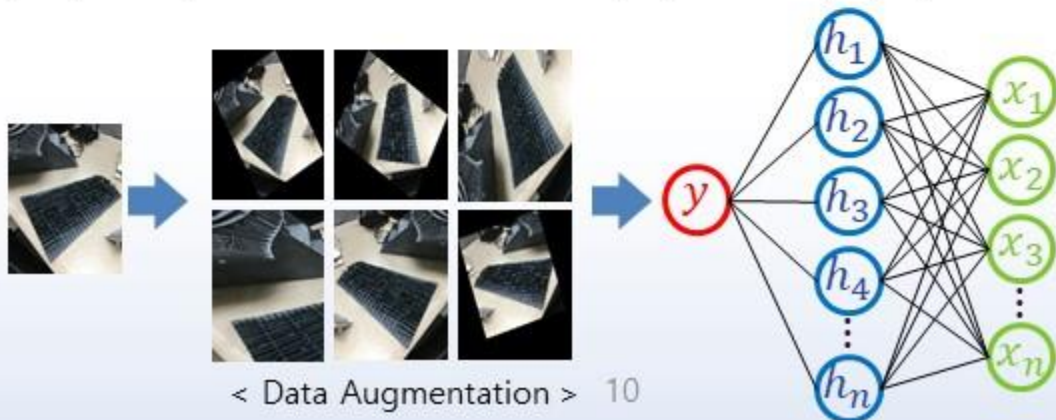 y
h₁
h₂
h₃
h₄
hₙ
x₁
x₂
x₃
xₙ
< Data Augmentation >
10